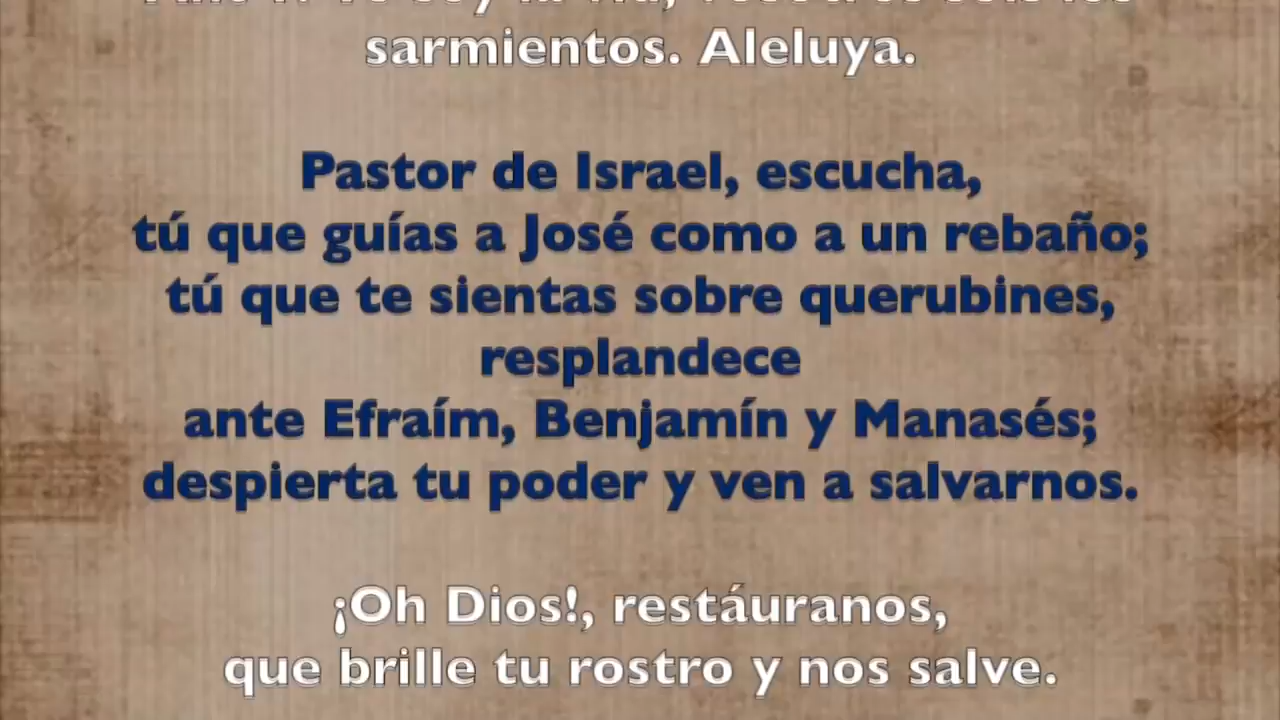 sarmientos. Aleluya.
Pastor de Israel, escucha,
tú que guías a José como a un rebaño;
tú que te sientas sobre querubines,
resplandece
ante Efraím, Benjamín y Manasés;
despierta tu poder y ven a salvarnos.
¡Oh Dios!, restáuranos,
que brille tu rostro y nos salve.